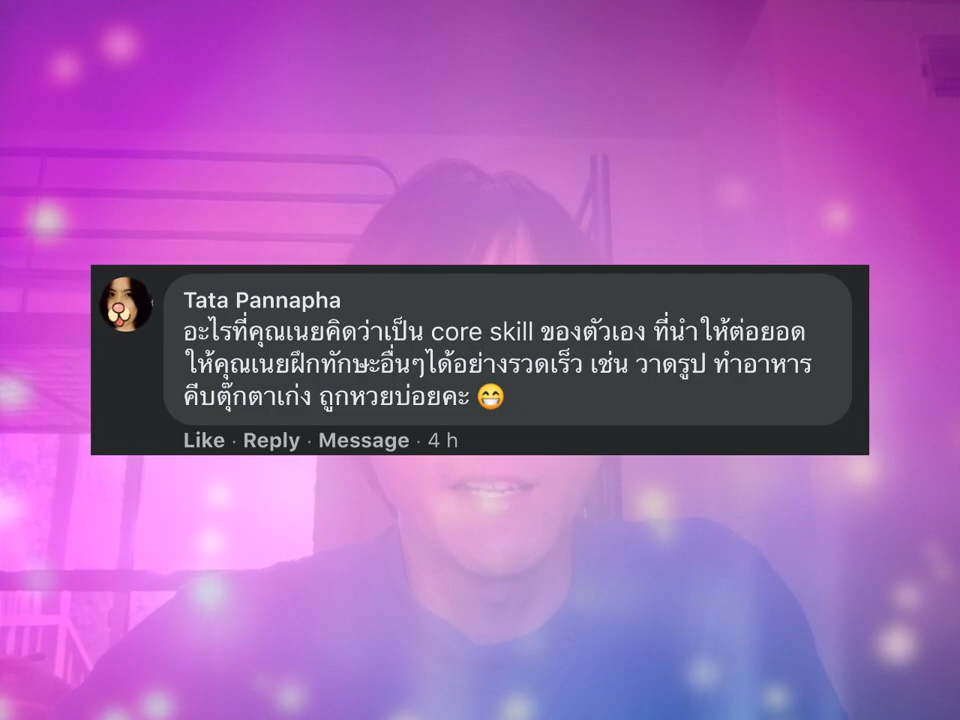 Tata Pannapha
อะไรที่คุณเนยคิดว่าเป็น core skill ของตัวเอง ที่นำให้ต่อยอด
ให้คุณเนยฝึกทักษะอื่นๆได้อย่างรวดเร็ว เช่น วาดรูป ทำอาหาร
คีบตุ๊กตาเก่ง ถูกหวยบ่อยคะ 😁
Like · Reply · Message · 4 h